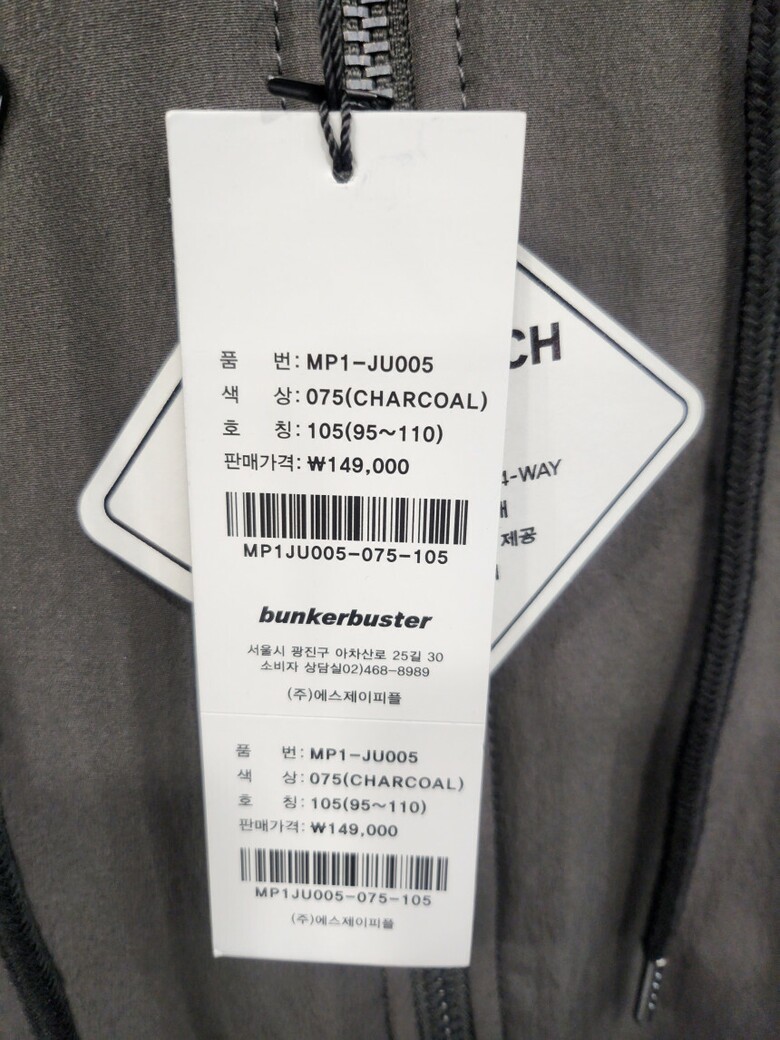 품 번: MP1-JU005
색 상: 075(CHARCOAL)
호 칭: 105(95~110)
판매가격: ₩149,000
MP1JU005-075-105
bunkerbuster
서울시 광진구 아차산로 25길 30
소비자 상담실02)468-8989
(주)에스제이피플
품 번: MP1-JU005
색 상: 075(CHARCOAL)
호 칭: 105(95~110)
판매가격: ₩149,000
MP1JU005-075-105
(주)에스제이피플
CH
4-WAY
제공